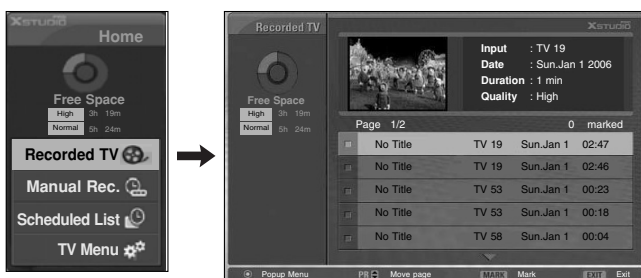 XSTUDIO
Home
Free Space
High 3h 19m
Normal 5h 24m
Recorded TV
Manual Rec.
Scheduled List
TV Menu
Recorded TV
XSTUDIO
Free Space
High 3h 19m
Normal 5h 24m
Input : TV 19
Date : Sun.Jan 1 2006
Duration : 1 min
Quality : High
Page 1/2 0 marked
No Title TV 19 Sun.Jan 1 02:47
No Title TV 19 Sun.Jan 1 02:46
No Title TV 53 Sun.Jan 1 00:23
No Title TV 53 Sun.Jan 1 00:18
No Title TV 58 Sun.Jan 1 00:04
Popup Menu PR Move page MARK Mark EXIT Exit